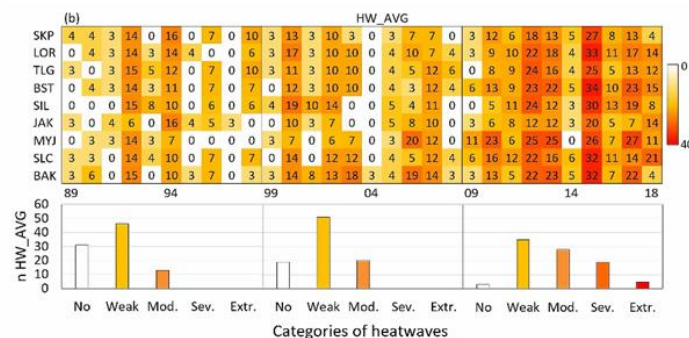 (b) HW_AVG
SKP 4 4 3 14 0 16 0 7 0 10 3 13 3 10 3 0 3 7 7 0 3 12 6 18 13 5 27 8 13 4
LOR 0 4 3 14 3 14 4 0 0 6 3 17 3 10 0 0 4 10 7 4 3 9 10 22 18 4 33 11 17 14
TLG 3 0 3 15 5 12 0 7 0 3 3 11 3 10 10 0 3 8 12 6 0 8 9 24 16 4 25 5 13 12
BST 0 4 3 14 3 11 0 7 0 7 0 12 3 10 10 0 3 5 12 4 6 13 9 23 22 5 34 10 23 15
SIL 0 0 0 15 8 10 0 6 0 6 4 19 10 14 0 0 4 5 11 0 0 5 11 24 12 3 30 13 19 8
JAK 3 0 4 6 0 16 4 5 3 0 0 3 3 4 0 0 5 8 10 4 3 3 4 12 13 6 26 5 7 14
MYJ 0 3 3 14 3 7 0 0 0 0 3 7 0 6 7 0 3 20 12 0 11 23 6 25 25 0 26 7 27 11
SLC 3 3 0 14 4 10 0 7 0 7 0 14 0 12 12 0 4 6 12 4 6 16 12 22 16 6 32 11 14 21
BAK 3 6 0 15 0 10 3 7 0 3 3 14 8 13 18 3 4 19 14 3 4 13 5 22 23 5 32 7 22 4
89 94 99 04 09 14 18
0
40
n HW_AVG
60
50
40
30
20
10
0
No Weak Mod. Sev. Extr. No Weak Mod. Sev. Extr. No Weak Mod. Sev. Extr.
Categories of heatwaves